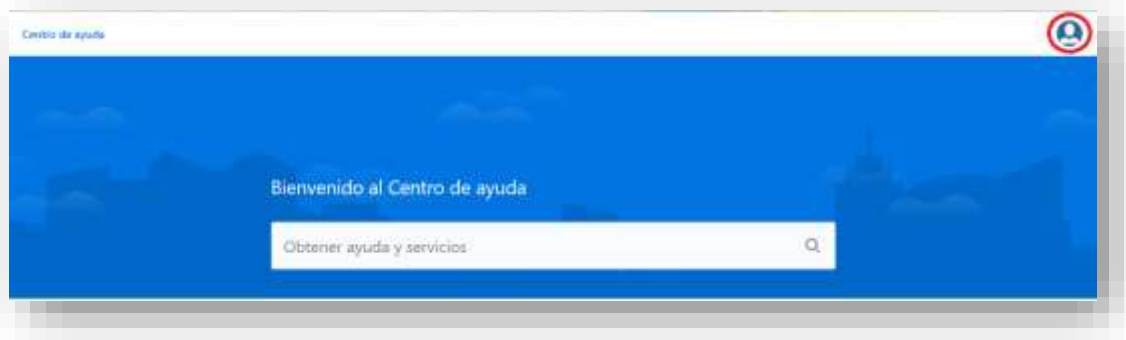 Centro de ayuda
Bienvenido al Centro de ayuda
Obtener ayuda y servicios